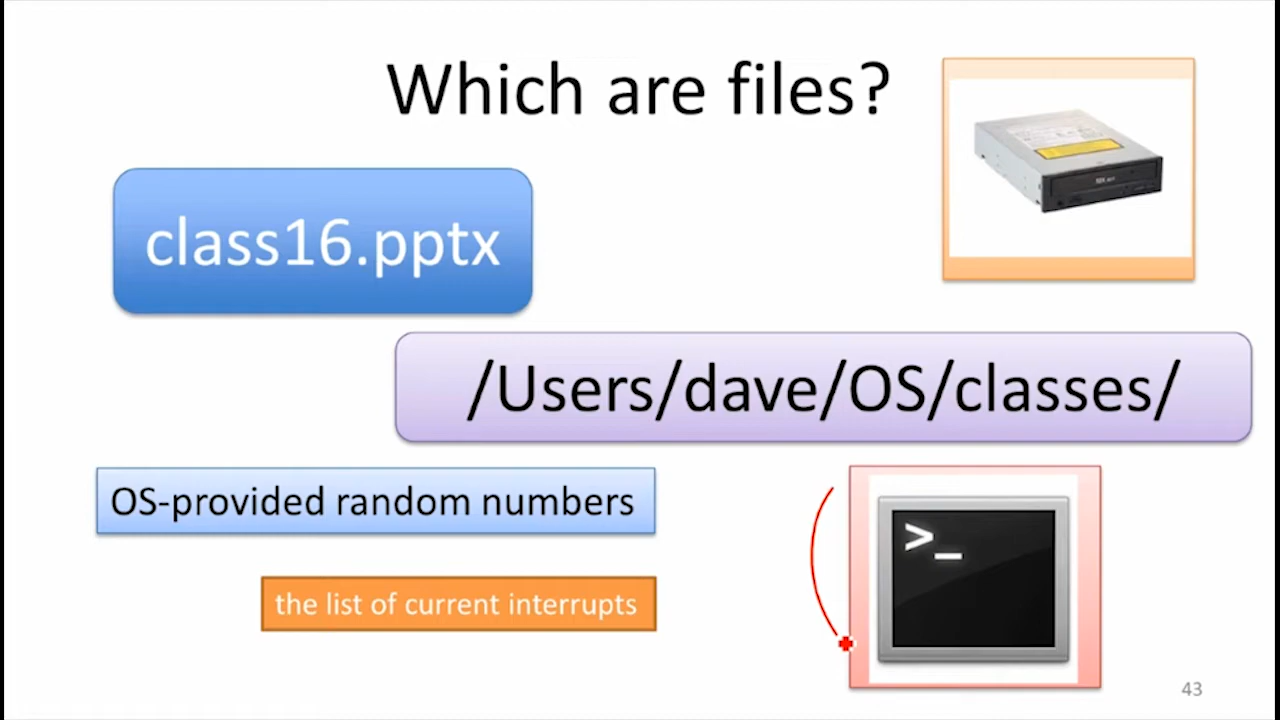 Which are files?
class16.pptx
/Users/dave/OS/classes/
OS-provided random numbers
the list of current interrupts
>_
43